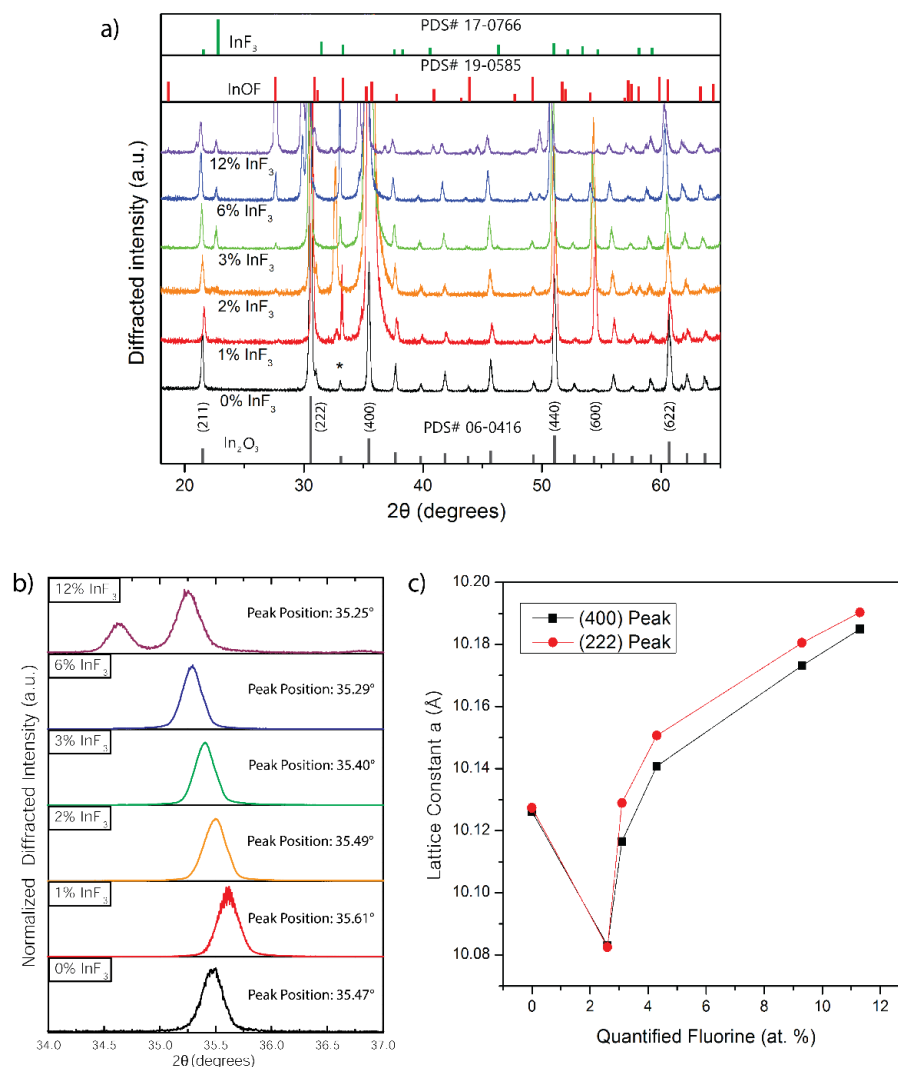 a)
PDS# 17-0766
InF3
PDS# 19-0585
InOF
12% InF3
6% InF3
3% InF3
2% InF3
1% InF3
*
0% InF3
(211)
(222)
(400)
(440)
(600)
(622)
PDS# 06-0416
In2O3
Diffracted intensity (a.u.)
20 30 40 50 60
2θ (degrees)
b)
12% InF3
Peak Position: 35.25°
6% InF3
Peak Position: 35.29°
3% InF3
Peak Position: 35.40°
2% InF3
Peak Position: 35.49°
1% InF3
Peak Position: 35.61°
0% InF3
Peak Position: 35.47°
Normalized Diffracted Intensity (a.u.)
34.0 34.5 35.0 35.5 36.0 36.5 37.0
2θ(degrees)
c)
10.20
10.18
10.16
10.14
10.12
10.10
10.08
(400) Peak
(222) Peak
Lattice Constant a (Å)
0 2 4 6 8 10 12
Quantified Fluorine (at. %)